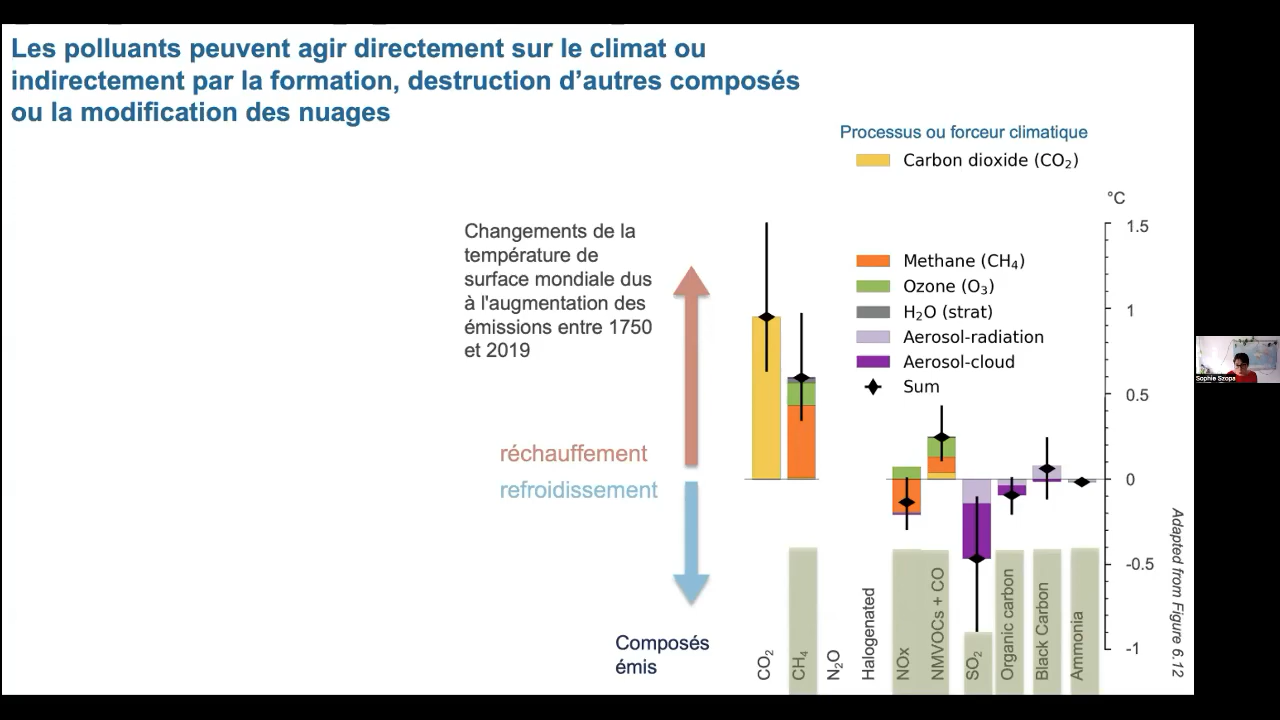 Les polluants peuvent agir directement sur le climat ou
indirectement par la formation, destruction d'autres composés
ou la modification des nuages
Processus ou forceur climatique
Carbon dioxide (CO₂)
°C
Changements de la
température de
surface mondiale dus
à l'augmentation des
émissions entre 1750
et 2019
1.5
1
0.5
0
-0.5
-1
Methane (CH₄)
Ozone (O₃)
H₂O (strat)
Aerosol-radiation
Aerosol-cloud
Sum
réchauffement
refroidissement
Composés
émis
CO₂
CH₄
N₂O
Halogenated
NOx
NMVOCs + CO
SO₂
Organic carbon
Black Carbon
Ammonia
Adapted from Figure 6.12
Sophie Szopa